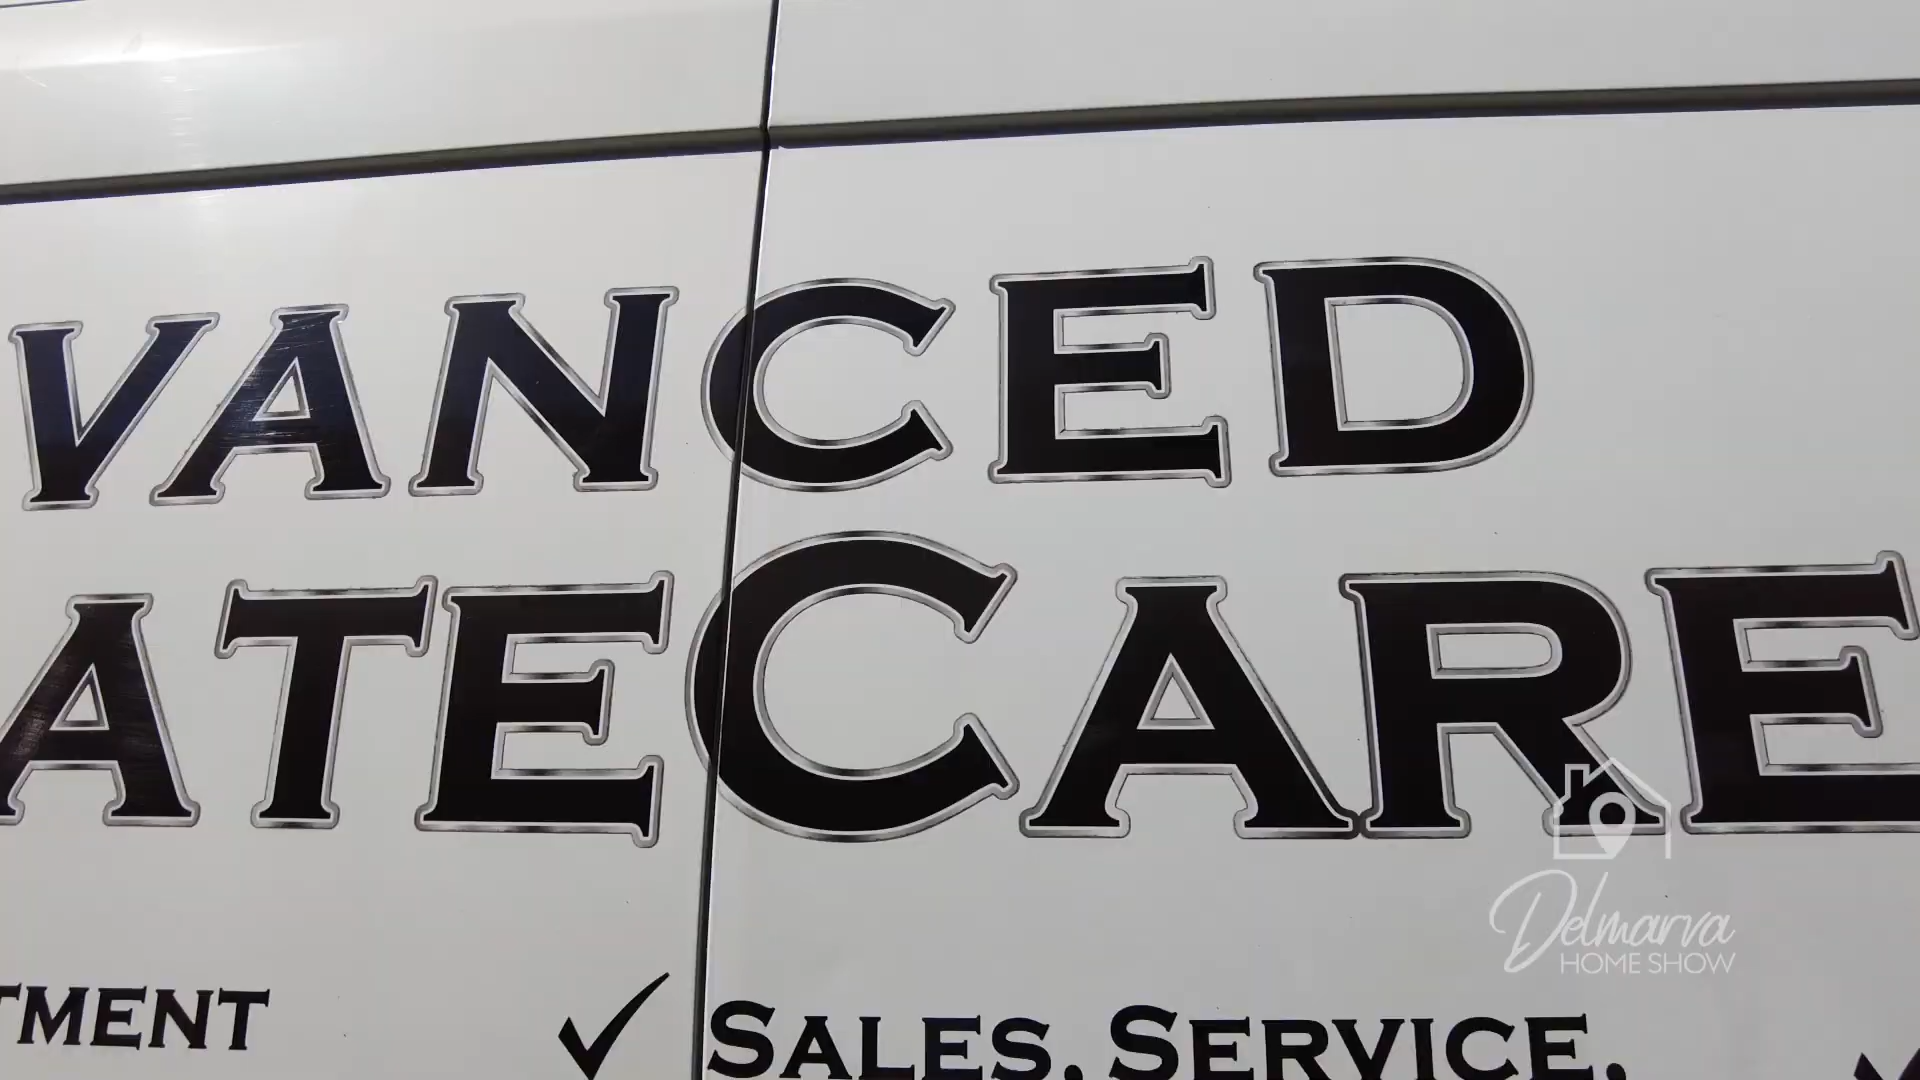 VANCED
ATECARE
TMENT
✓ SALES, SERVICE,
Delmarva
HOME SHOW